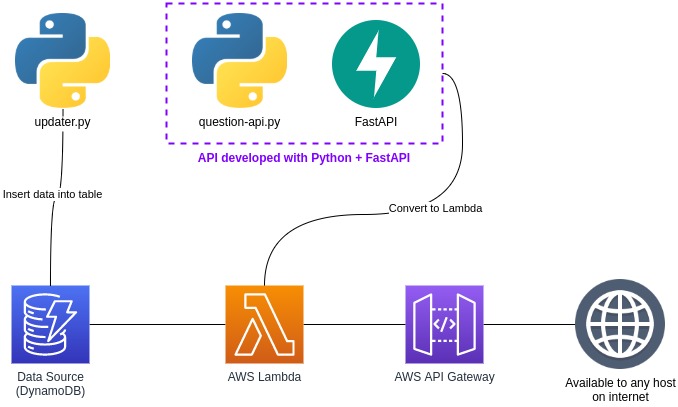 updater.py
question-api.py
FastAPI
API developed with Python + FastAPI
Insert data into table
Convert to Lambda
</>
Data Source
(DynamoDB)
AWS Lambda
AWS API Gateway
Available to any host
on internet